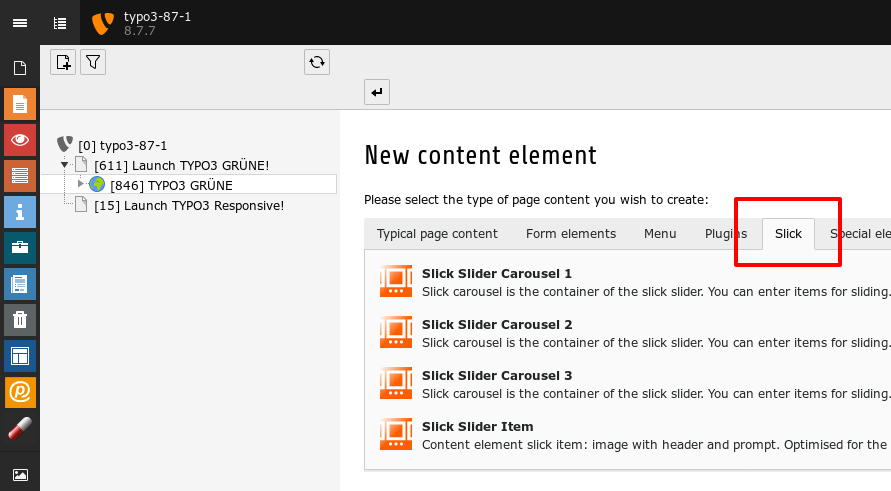 typo3-87-1
8.7.7
[0] typo3-87-1
[611] Launch TYPO3 GRÜNE!
[846] TYPO3 GRÜNE
[15] Launch TYPO3 Responsive!
New content element
Please select the type of page content you wish to create:
Typical page content Form elements Menu Plugins Slick Special ele
Slick Slider Carousel 1
Slick carousel is the container of the slick slider. You can enter items for sliding.
Slick Slider Carousel 2
Slick carousel is the container of the slick slider. You can enter items for sliding.
Slick Slider Carousel 3
Slick carousel is the container of the slick slider. You can enter items for sliding.
Slick Slider Item
Content element slick item: image with header and prompt. Optimised for the